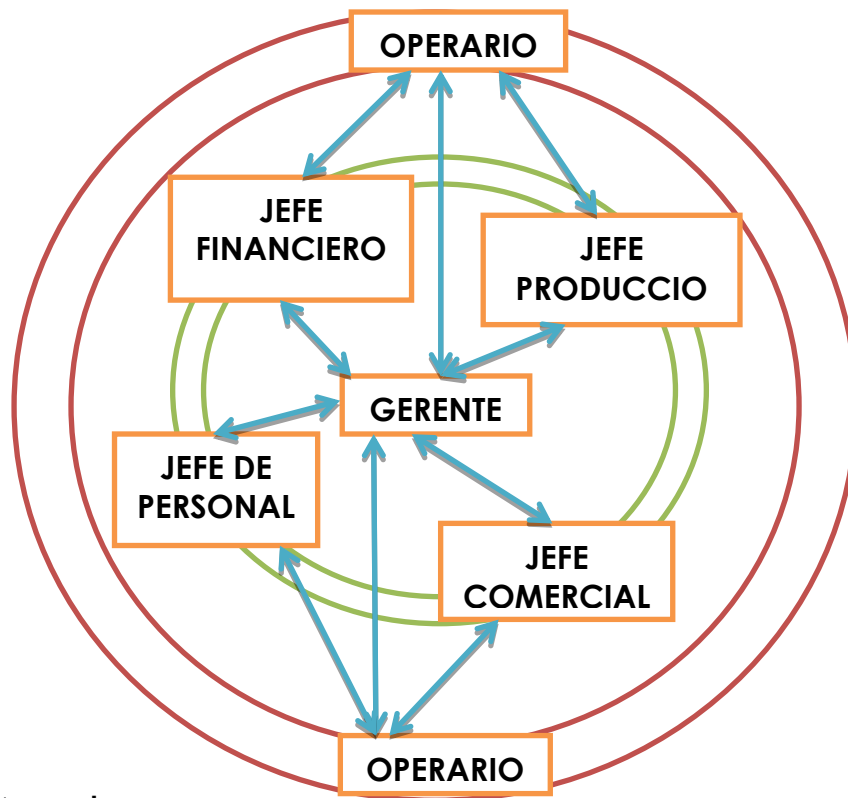 OPERARIO
JEFE
FINANCIERO
JEFE
PRODUCCIO
GERENTE
JEFE DE
PERSONAL
JEFE
COMERCIAL
OPERARIO